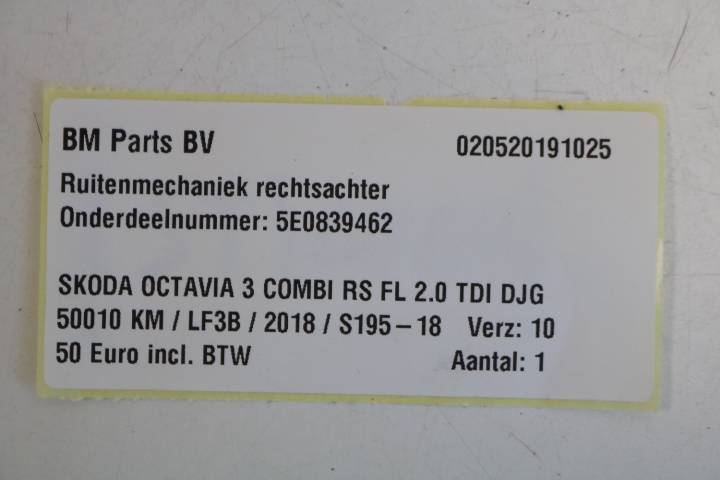 BM Parts BV 020520191025
Ruitenmechaniek rechtsachter
Onderdeelnummer: 5E0839462
SKODA OCTAVIA 3 COMBI RS FL 2.0 TDI DJG
50010 KM / LF3B / 2018 / S195-18 Verz: 10
50 Euro incl. BTW Aantal: 1